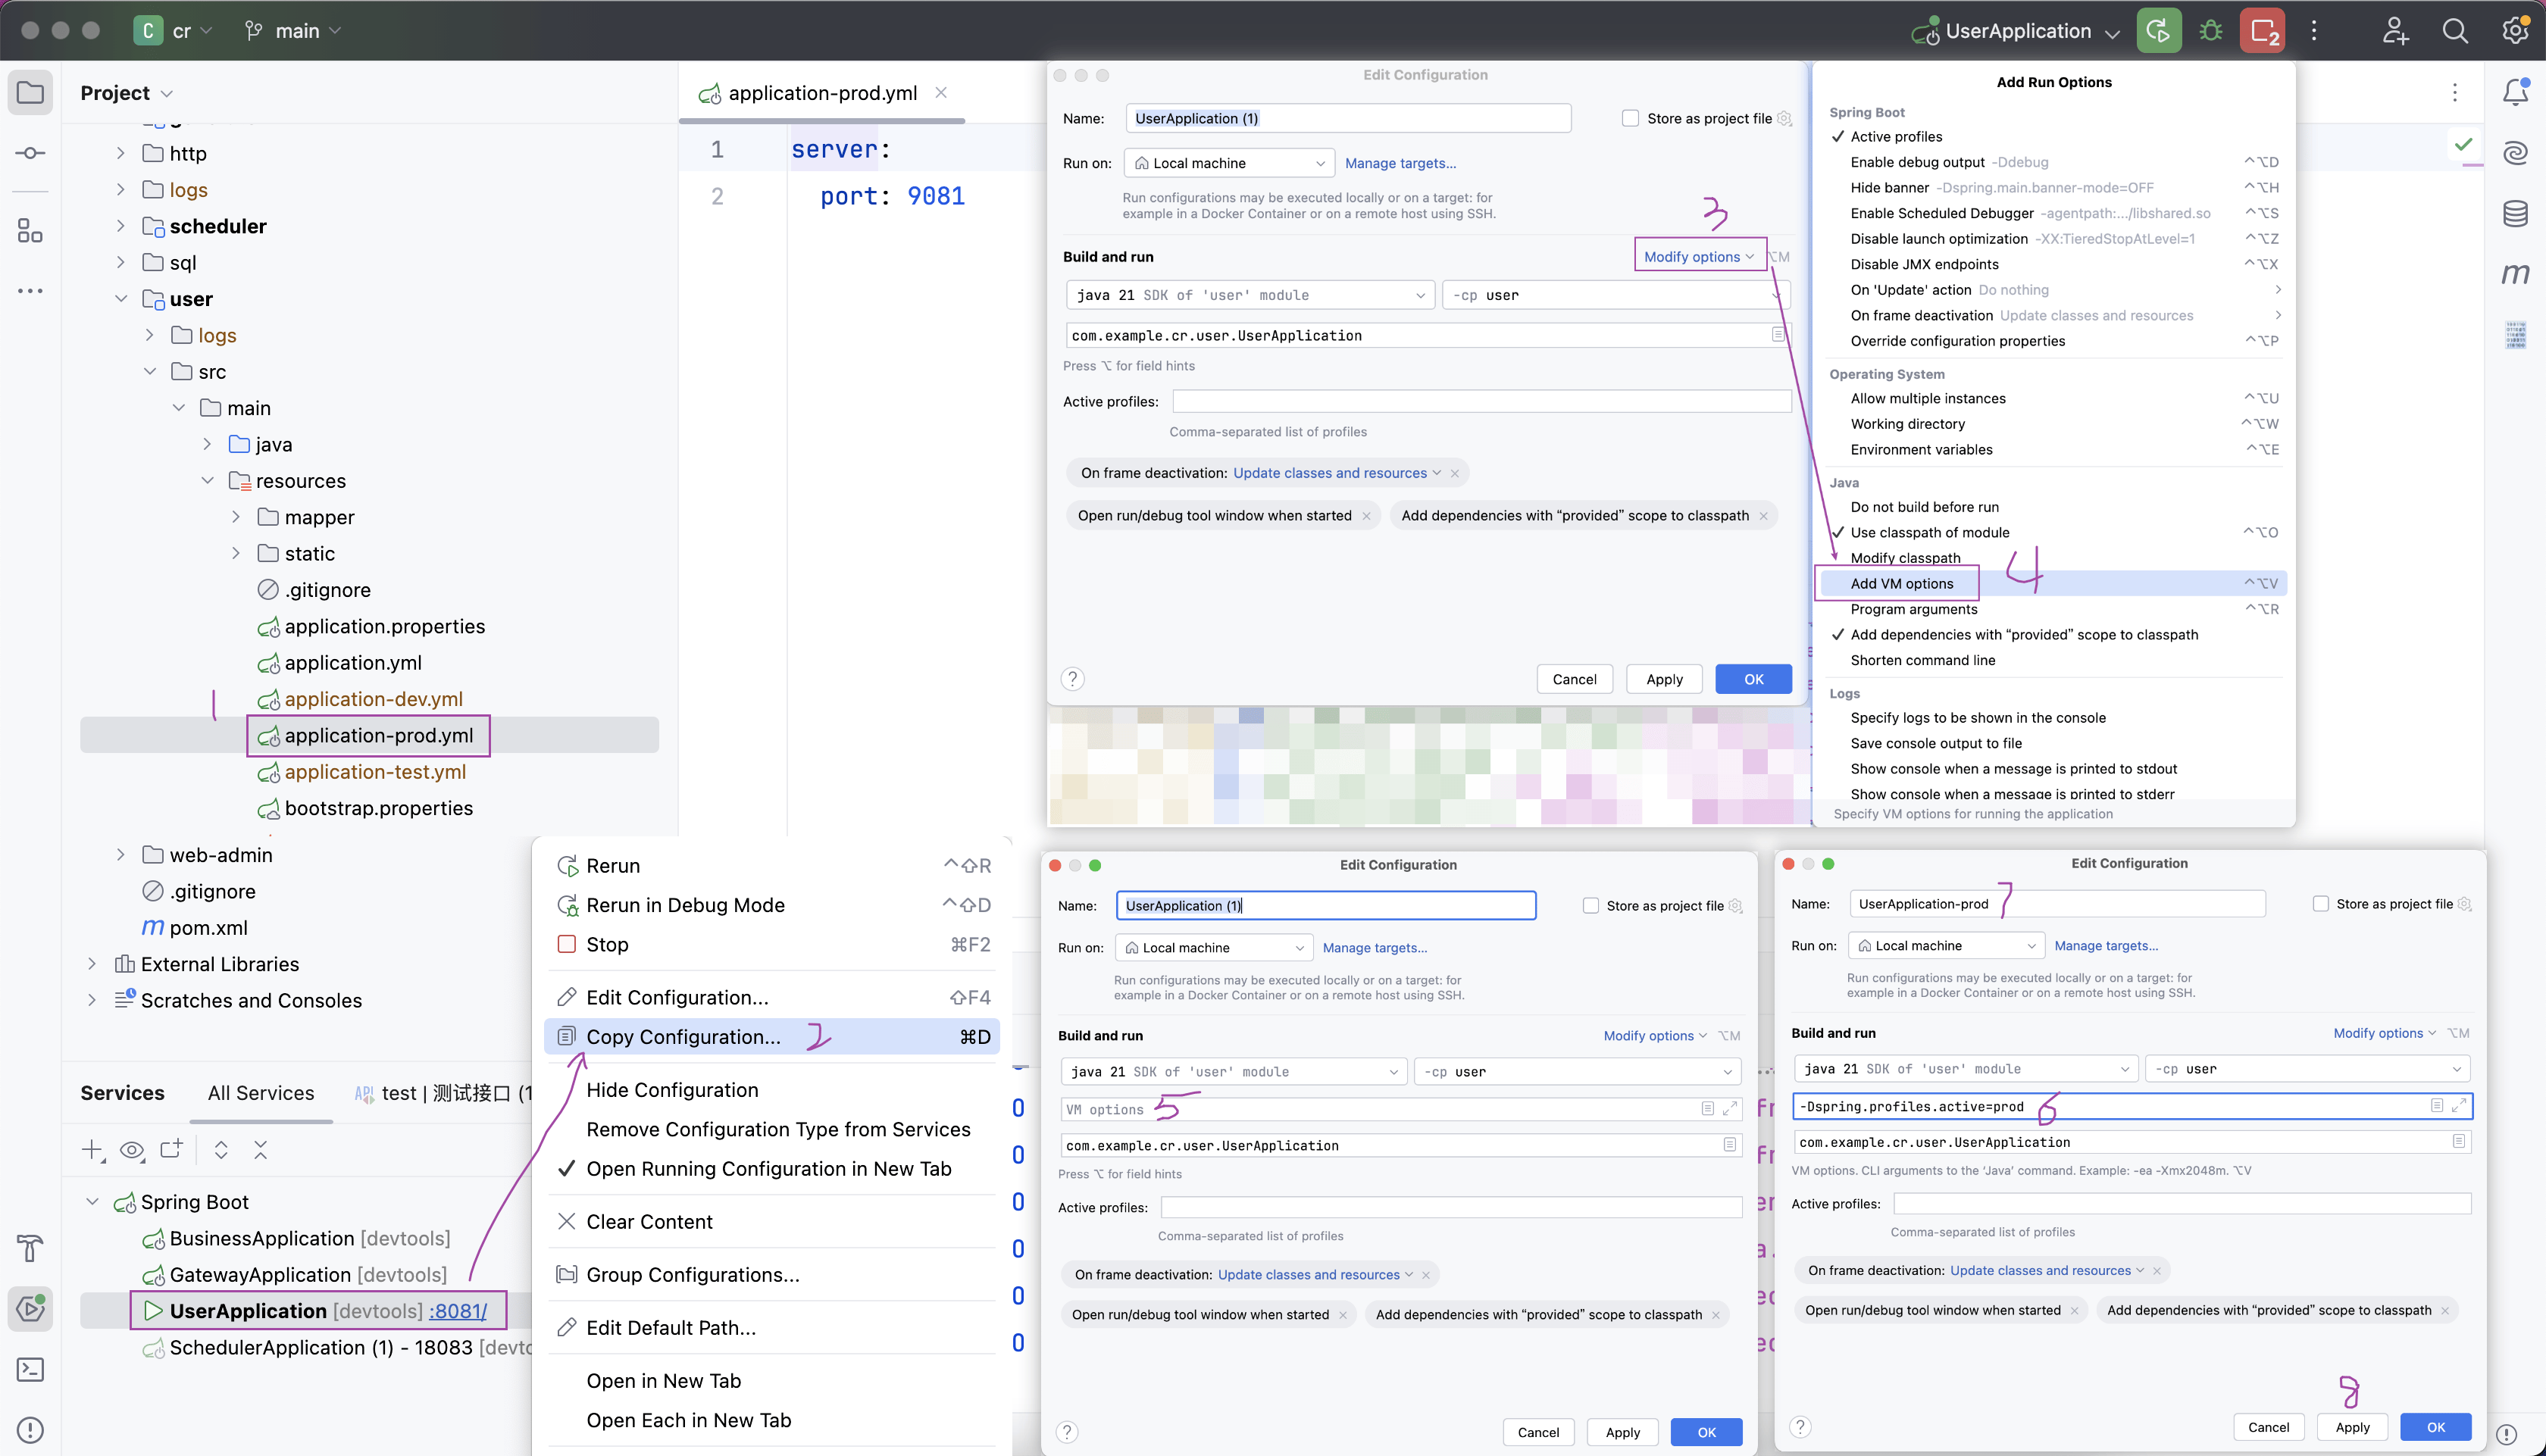 C cr
main
UserApplication
2
Project
http
logs
scheduler
sql
user
logs
src
main
java
resources
mapper
static
.gitignore
application.properties
application.yml
1
application-dev.yml
application-prod.yml
application-test.yml
bootstrap.properties
web-admin
.gitignore
m pom.xml
External Libraries
Scratches and Consoles
application-prod.yml
1 server:
2 port: 9081
m
Edit Configuration
Name: UserApplication (1) Store as project file
Run on: Local machine Manage targets...
Run configurations may be executed locally or on a target: for
example in a Docker Container or on a remote host using SSH.
3
Build and run Modify options ⌥M
java 21 SDK of 'user' module -cp user
com.example.cr.user.UserApplication
Press ⌥ for field hints
Active profiles:
Comma-separated list of profiles
On frame deactivation: Update classes and resources
Open run/debug tool window when started Add dependencies with “provided” scope to classpath
? Cancel Apply OK
Add Run Options
Spring Boot
Active profiles
Enable debug output -Ddebug ^⌥D
Hide banner -Dspring.main.banner-mode=OFF ^⌥H
Enable Scheduled Debugger -agentpath:.../libshared.so ^⌥S
Disable launch optimization -XX:TieredStopAtLevel=1 ^⌥Z
Disable JMX endpoints ^⌥X
On 'Update' action Do nothing
On frame deactivation Update classes and resources
Override configuration properties ^⌥P
Operating System
Allow multiple instances ^⌥U
Working directory ^⌥W
Environment variables ^⌥E
Java
Do not build before run
Use classpath of module ^⌥O
Modify classpath
Add VM options ^⌥V
4
Program arguments ^⌥R
Add dependencies with “provided” scope to classpath
Shorten command line
Logs
Specify logs to be shown in the console
Save console output to file
Show console when a message is printed to stdout
Show console when a message is printed to stderr
Specify VM options for running the application
Services All Services API test | 测试接口 (1
Spring Boot
BusinessApplication [devtools]
GatewayApplication [devtools]
UserApplication [devtools] :8081/
SchedulerApplication (1) - 18083 [devto
Rerun ^⇧R
Rerun in Debug Mode ^⇧D
Stop ⌘F2
Edit Configuration... ⇧F4
Copy Configuration... 2 ⌘D
Hide Configuration
Remove Configuration Type from Services
Open Running Configuration in New Tab
Clear Content
Group Configurations...
Edit Default Path...
Open in New Tab
Open Each in New Tab
0
0
0
0
0
0
Edit Configuration
Name: UserApplication (1) Store as project file
Run on: Local machine Manage targets...
Run configurations may be executed locally or on a target: for
example in a Docker Container or on a remote host using SSH.
Build and run Modify options ⌥M
java 21 SDK of 'user' module -cp user
VM options 5
com.example.cr.user.UserApplication
Press ⌥ for field hints
Active profiles:
Comma-separated list of profiles
On frame deactivation: Update classes and resources
Open run/debug tool window when started Add dependencies with “provided” scope to classpath
? Cancel Apply OK
Edit Configuration
Name: UserApplication-prod 7 Store as project file
Run on: Local machine Manage targets...
Run configurations may be executed locally or on a target: for
example in a Docker Container or on a remote host using SSH.
Build and run Modify options ⌥M
java 21 SDK of 'user' module -cp user
-Dspring.profiles.active=prod 6
com.example.cr.user.UserApplication
VM options. CLI arguments to the ‘Java’ command. Example: -ea -Xmx2048m. ⌥V
Active profiles:
Comma-separated list of profiles
On frame deactivation: Update classes and resources
Open run/debug tool window when started Add dependencies with “provided” scope to classpath
8
? Cancel Apply OK